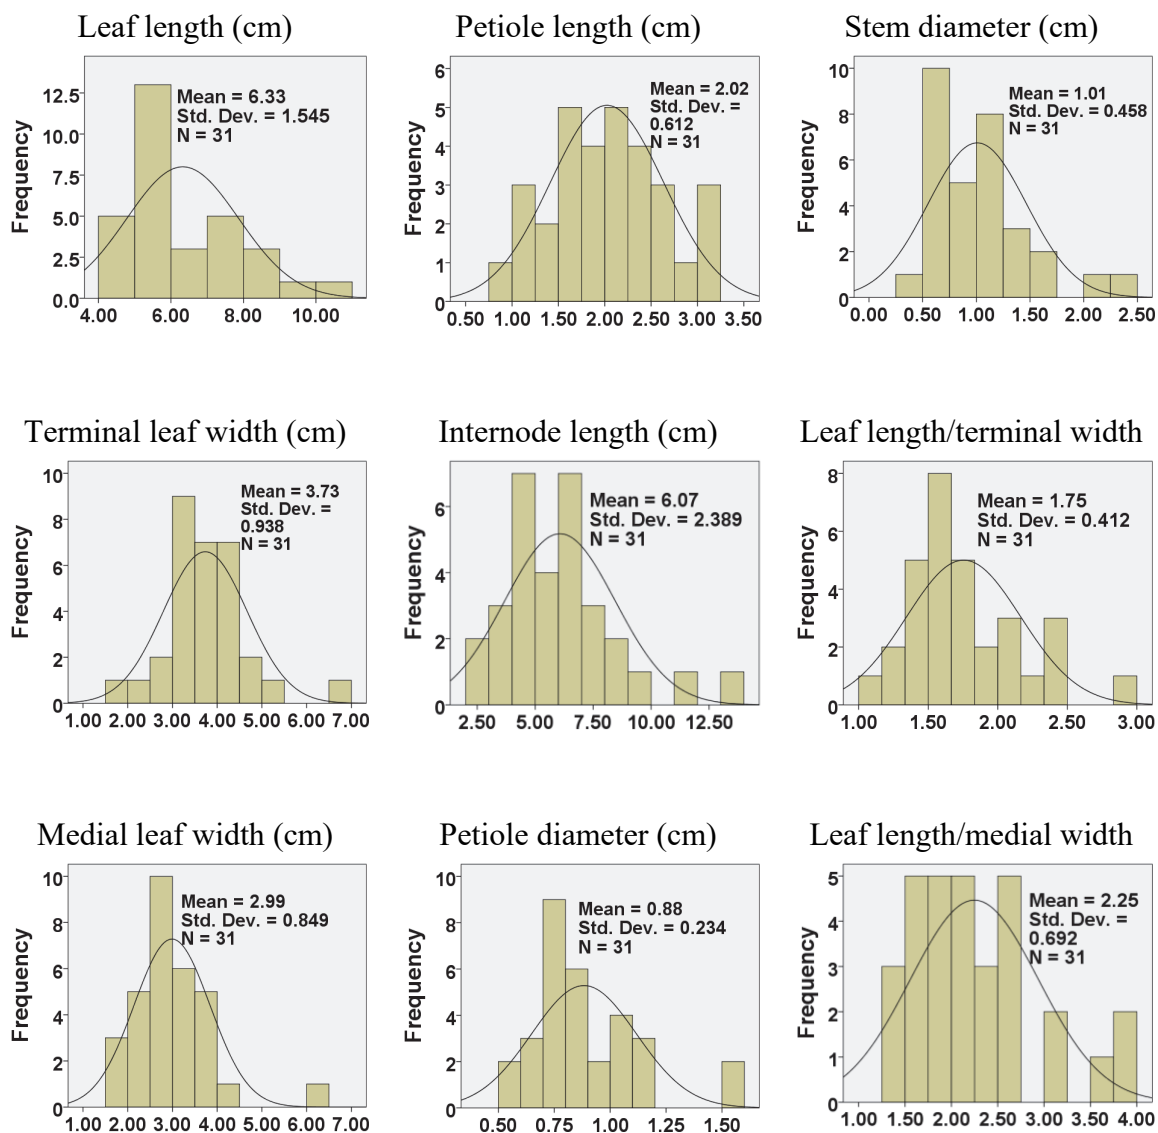 Leaf length (cm)
Frequency
12.5
10.0
7.5
5.0
2.5
0.0
Mean = 6.33
Std. Dev. = 1.545
N = 31
4.00 6.00 8.00 10.00
Petiole length (cm)
Frequency
6
5
4
3
2
1
0
Mean = 2.02
Std. Dev. =
0.612
N = 31
0.50 1.00 1.50 2.00 2.50 3.00 3.50
Stem diameter (cm)
Frequency
10
8
6
4
2
0
Mean = 1.01
Std. Dev. = 0.458
N = 31
0.00 0.50 1.00 1.50 2.00 2.50
Terminal leaf width (cm)
Frequency
10
8
6
4
2
0
Mean = 3.73
Std. Dev. =
0.938
N = 31
1.00 2.00 3.00 4.00 5.00 6.00 7.00
Internode length (cm)
Frequency
6
4
2
0
Mean = 6.07
Std. Dev. = 2.389
N = 31
2.50 5.00 7.50 10.00 12.50
Leaf length/terminal width
Frequency
8
6
4
2
0
Mean = 1.75
Std. Dev. = 0.412
N = 31
1.00 1.50 2.00 2.50 3.00
Medial leaf width (cm)
Frequency
10
8
6
4
2
0
Mean = 2.99
Std. Dev. = 0.849
N = 31
1.00 2.00 3.00 4.00 5.00 6.00 7.00
Petiole diameter (cm)
Frequency
10
8
6
4
2
0
Mean = 0.88
Std. Dev. = 0.234
N = 31
0.50 0.75 1.00 1.25 1.50
Leaf length/medial width
Frequency
5
4
3
2
1
0
Mean = 2.25
Std. Dev. =
0.692
N = 31
1.00 1.50 2.00 2.50 3.00 3.50 4.00